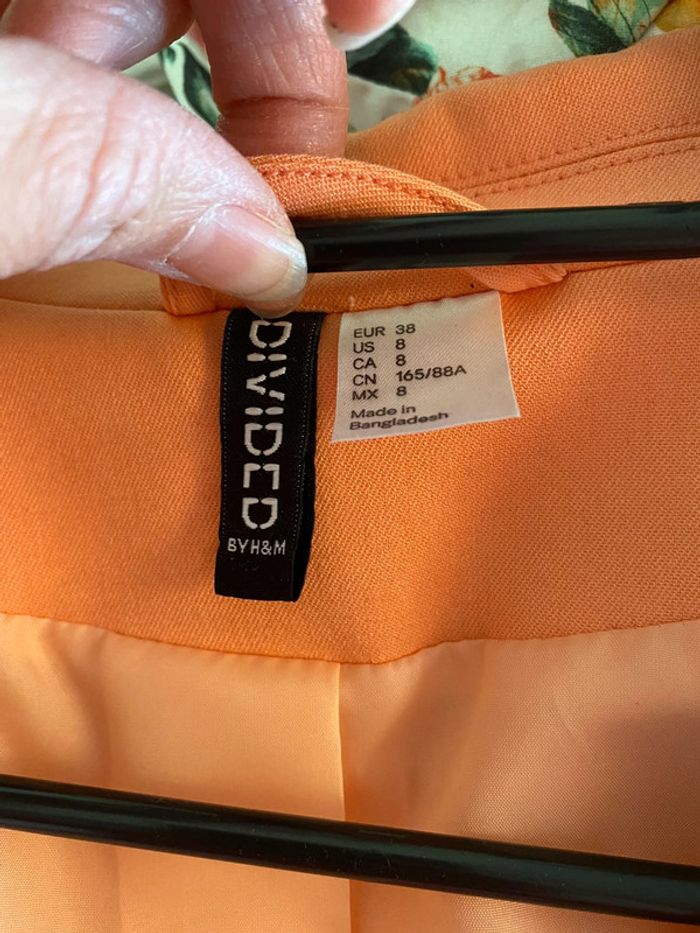 DIVIDED
BY H&M
EUR 38
US 8
CA 8
CN 165/88A
MX 8
Made in
Bangladesh